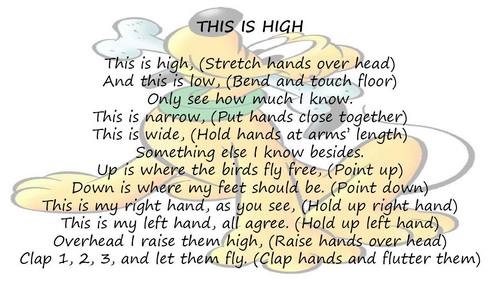 THIS IS HIGH
This is high, (Stretch hands over head)
And this is low, (Bend and touch floor)
Only see how much I know.
This is narrow, (Put hands close together)
This is wide, (Hold hands at arms' length)
Something else I know besides.
Up is where the birds fly free, (Point up)
Down is where my feet should be. (Point down)
This is my right hand, as you see, (Hold up right hand)
This is my left hand, all agree. (Hold up left hand)
Overhead I raise them high, (Raise hands over head)
Clap 1, 2, 3, and let them fly. (Clap hands and flutter them)